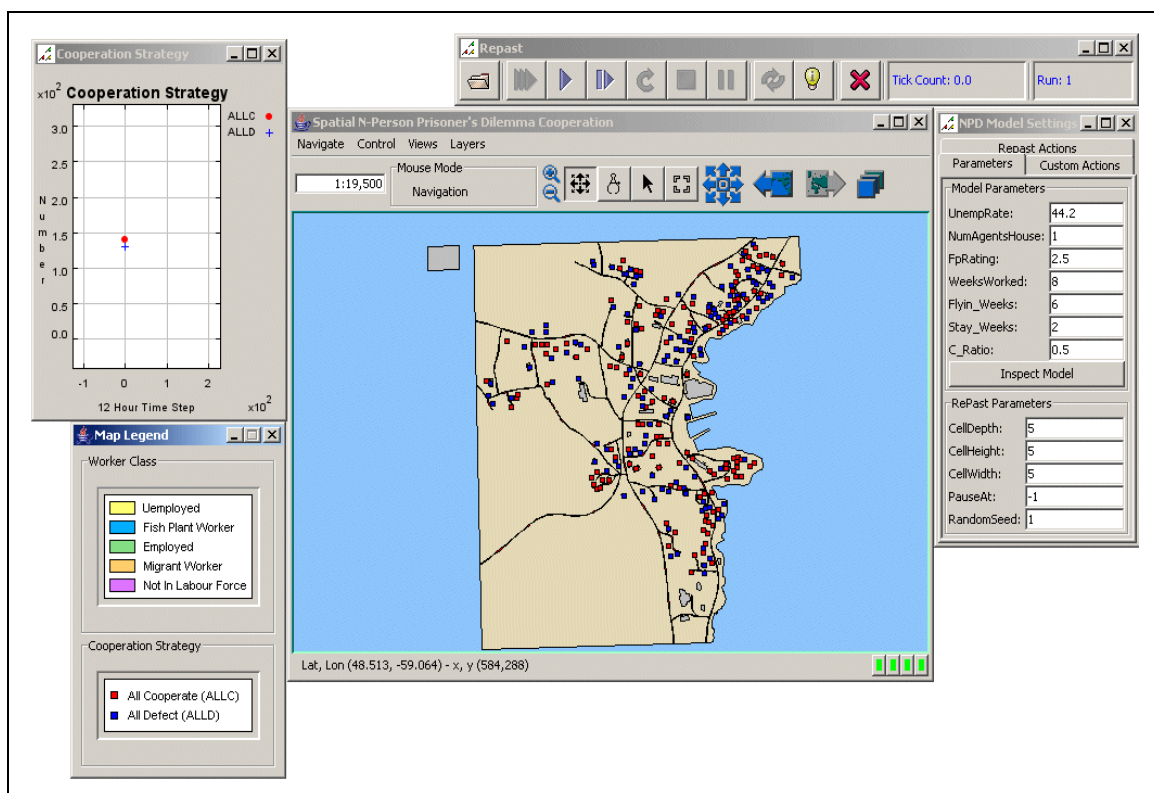 Cooperation Strategy
×10² Cooperation Strategy
ALLC
ALLD
3.0
2.5
2.0
1.5
1.0
0.5
0.0
Number
-1 0 1 2
12 Hour Time Step ×10²
Repast
Tick Count: 0.0
Run: 1
Spatial N-Person Prisoner's Dilemma Cooperation
Navigate Control Views Layers
1:19,500
Mouse Mode
Navigation
Lat, Lon (48.513, -59.064) - x, y (584,288)
NPD Model Settings
Repast Actions
Parameters Custom Actions
Model Parameters
UnempRate: 44.2
NumAgentsHouse: 1
FpRating: 2.5
WeeksWorked: 8
Flyin_Weeks: 6
Stay_Weeks: 2
C_Ratio: 0.5
Inspect Model
RePast Parameters
CellDepth: 5
CellHeight: 5
CellWidth: 5
PauseAt: -1
RandomSeed: 1
Map Legend
Worker Class
Uemployed
Fish Plant Worker
Employed
Migrant Worker
Not In Labour Force
Cooperation Strategy
All Cooperate (ALLC)
All Defect (ALLD)